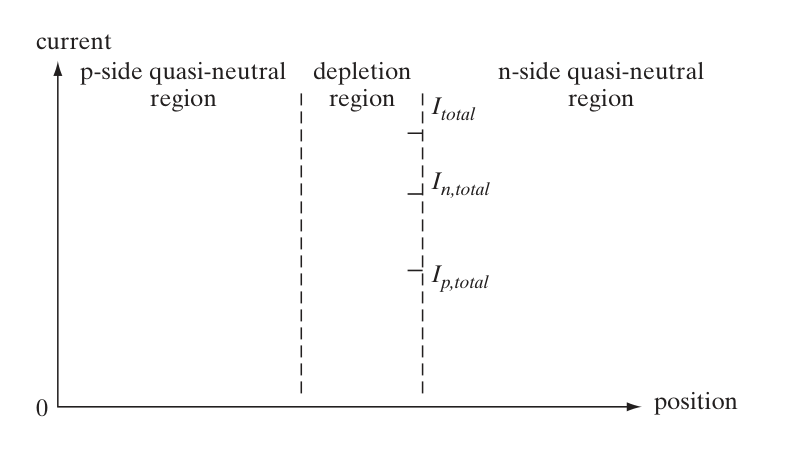 current
p-side quasi-neutral region
depletion region
n-side quasi-neutral region
I_total
I_n,total
I_p,total
0
position